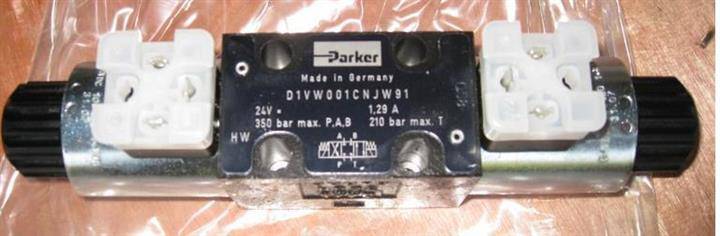 Parker
Made in Germany
D1VW001CNJW91
24V = 1,29 A
350 bar max. P,A,B 210 bar max. T
HW
A B
P T